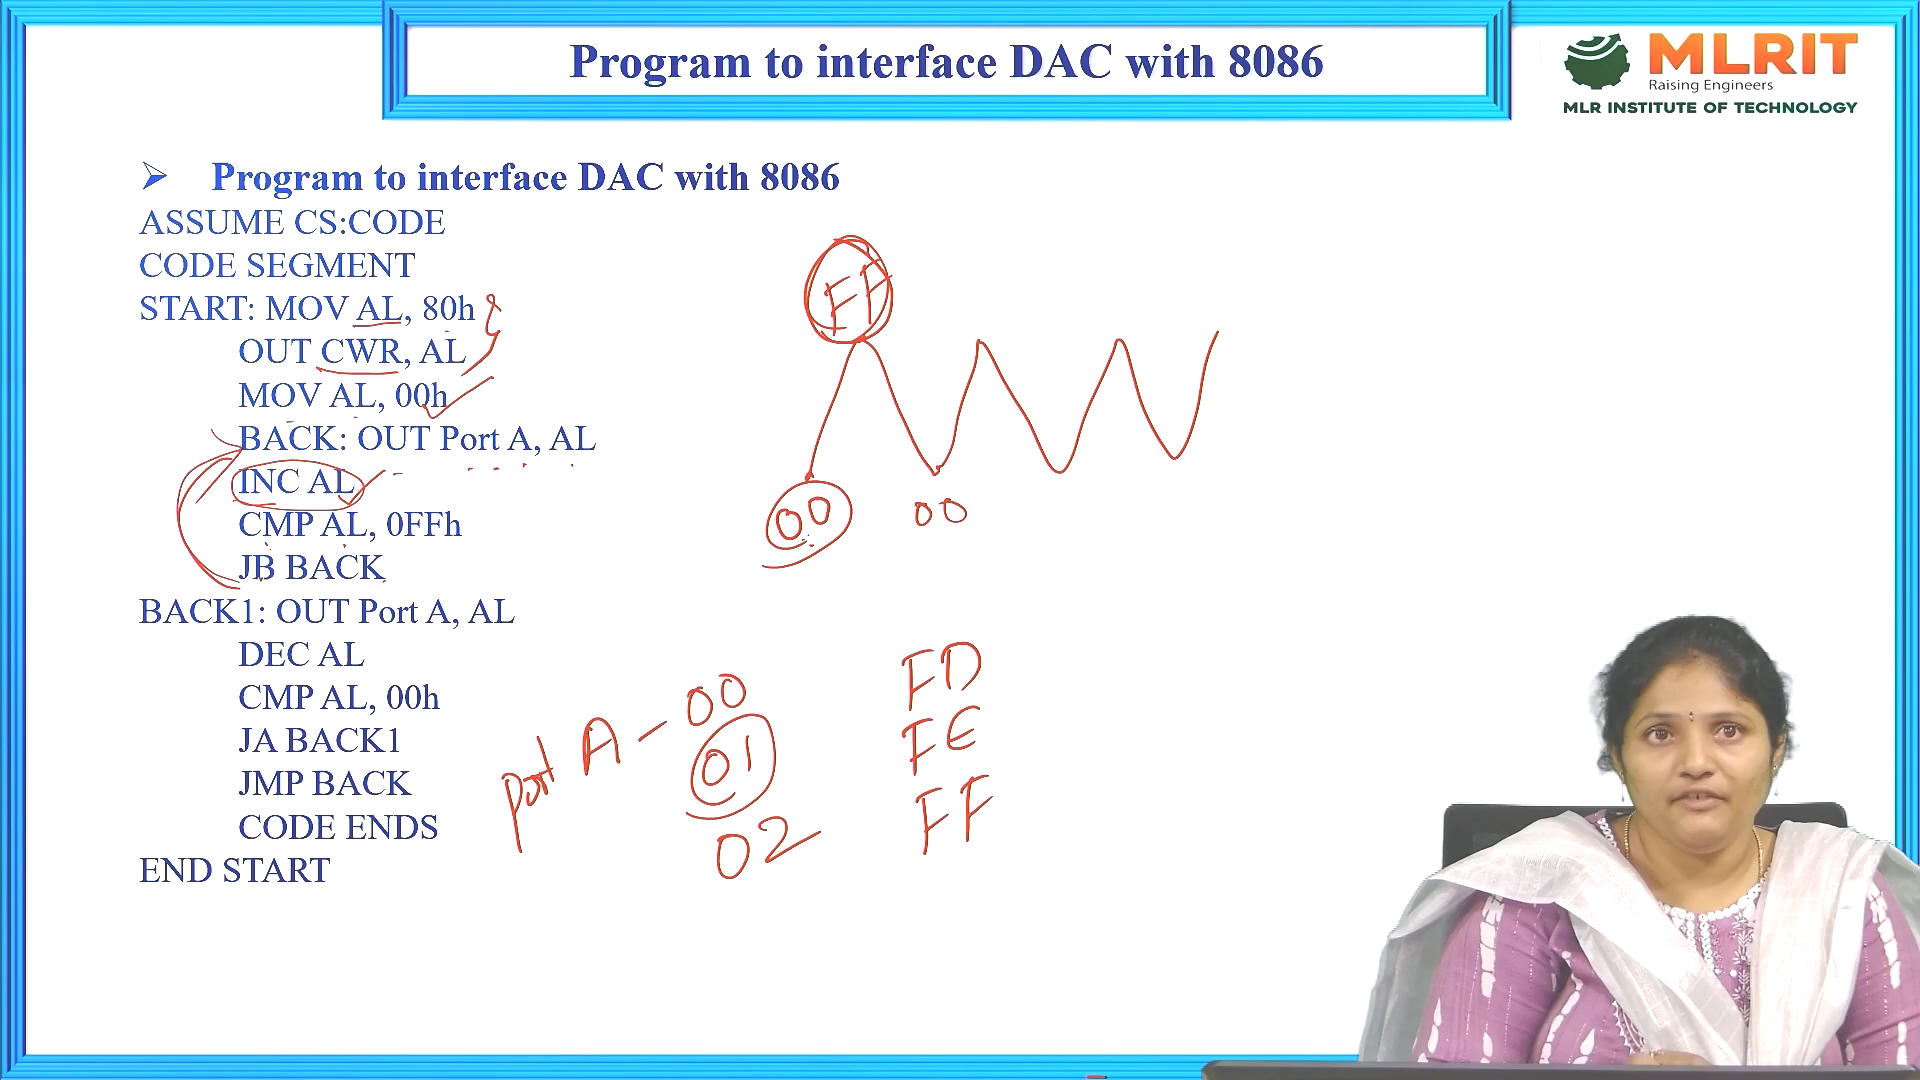 Program to interface DAC with 8086
MLRIT
Raising Engineers
MLR INSTITUTE OF TECHNOLOGY
➢ Program to interface DAC with 8086
ASSUME CS:CODE
CODE SEGMENT
START: MOV AL, 80h
OUT CWR, AL
MOV AL, 00h
BACK: OUT Port A, AL
INC AL
CMP AL, 0FFh
JB BACK
BACK1: OUT Port A, AL
DEC AL
CMP AL, 00h
JA BACK1
JMP BACK
CODE ENDS
END START
FF
00
00
port A - 00
01
02
FD
FE
FF